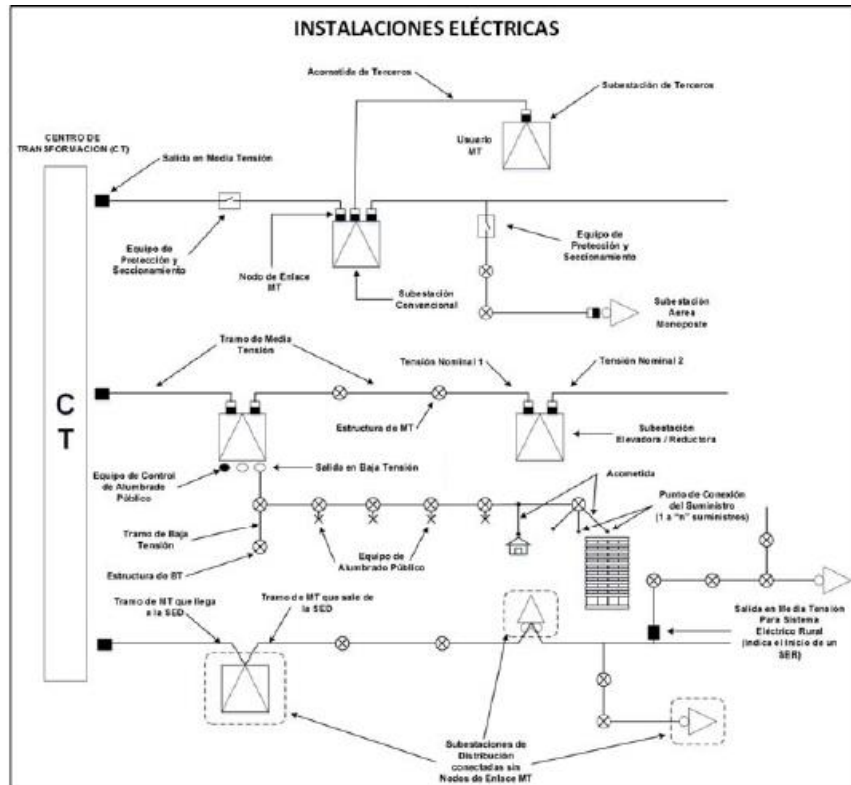 INSTALACIONES ELÉCTRICAS
Acometida de Terceros
Subestación de Terceros
CENTRO DE
TRANSFORMACIÓN (CT)
Salida en Media Tensión
Usuario
MT
Equipo de
Protección y
Seccionamiento
Nodo de Enlace
MT
Subestación
Convencional
Equipo de
Protección y
Seccionamiento
Subestación
Aerea
Monoposte
Tramo de Media
Tensión
Tensión Nominal 1
Tensión Nominal 2
C
T
Estructura de MT
Subestación
Elevadora / Reductora
Equipo de Control
de Alumbrado
Público
Salida en Baja Tensión
Acometida
Punto de Conexión
del Suministro
(1 a "n" suministros)
Tramo de Baja
Tensión
Equipo de
Alumbrado Público
Estructura de BT
Tramo de MT que llega
a la SED
Tramo de MT que sale de
la SED
Salida en Media Tensión
Para Sistema
Eléctrico Rural
(indica el inicio de un
SER)
Subestaciones de
Distribución
conectadas sin
Nodos de Enlace MT